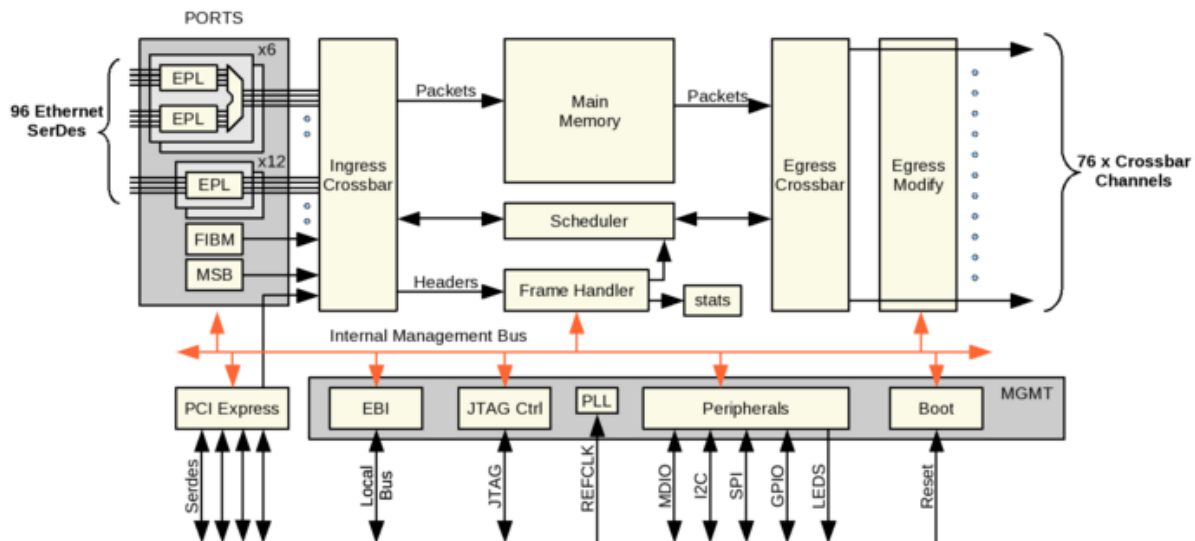 PORTS
x6
EPL
EPL
96 Ethernet
SerDes
x12
EPL
FIBM
MSB
Ingress
Crossbar
Packets
Main
Memory
Packets
Scheduler
Headers
Frame Handler
stats
Egress
Crossbar
Egress
Modify
76 x Crossbar
Channels
Internal Management Bus
PCI Express
EBI
JTAG Ctrl
PLL
Peripherals
Boot
MGMT
Serdes
Local
Bus
JTAG
REFCLK
MDIO
I2C
SPI
GPIO
LEDS
Reset